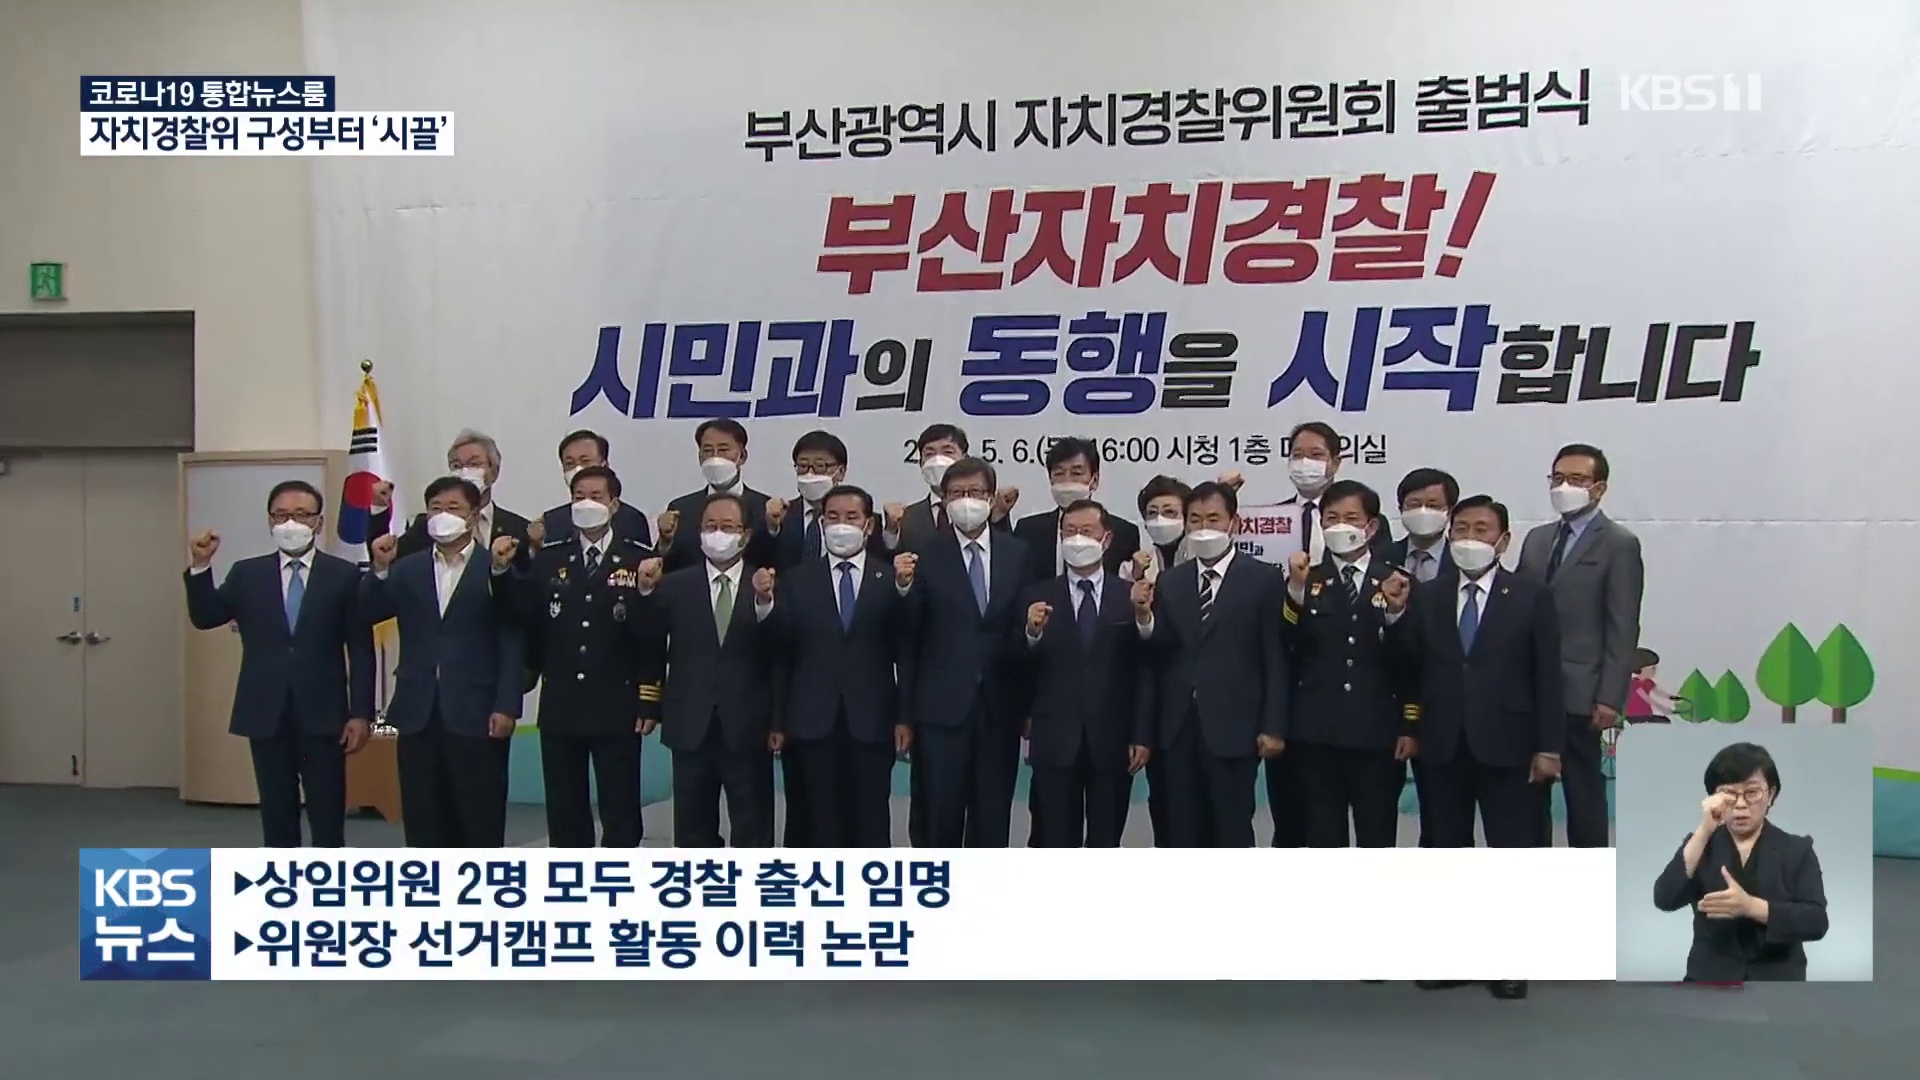 코로나19 통합뉴스룸
자치경찰위 구성부터 ‘시끌’
KBS 1
부산광역시 자치경찰위원회 출범식
부산자치경찰!
시민과의 동행을 시작합니다
5. 6. 16:00 시청 1층
자치경찰
KBS
뉴스
▶상임위원 2명 모두 경찰 출신 임명
▶위원장 선거캠프 활동 이력 논란